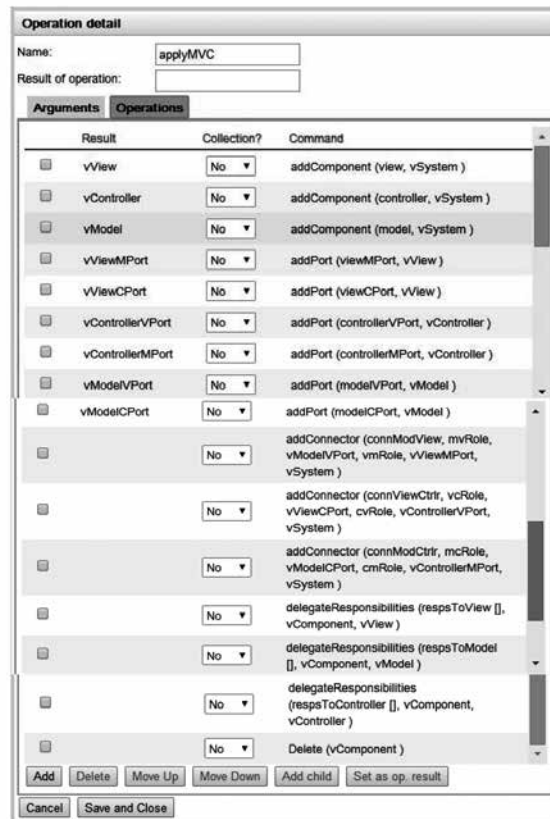 Operation detail
Name: applyMVC
Result of operation:
Arguments Operations
Result Collection? Command
vView No addComponent (view, vSystem )
vController No addComponent (controller, vSystem )
vModel No addComponent (model, vSystem )
vViewMPort No addPort (viewMPort, vView )
vViewCPort No addPort (viewCPort, vView )
vControllerVPort No addPort (controllerVPort, vController )
vControllerMPort No addPort (controllerMPort, vController )
vModelVPort No addPort (modelVPort, vModel )
vModelCPort No addPort (modelCPort, vModel )
No addConnector (connModView, mvRole,
vModelVPort, vmRole, vViewMPort,
vSystem )
No addConnector (connViewCtrlr, vcRole,
vViewCPort, cvRole, vControllerVPort,
vSystem )
No addConnector (connModCtrlr, mcRole,
vModelCPort, cmRole, vControllerMPort,
vSystem )
No delegateResponsibilities (respsToView [],
vComponent, vView )
No delegateResponsibilities (respsToModel
[], vComponent, vModel )
No delegateResponsibilities
(respsToController [], vComponent,
vController )
No Delete (vComponent )
Add Delete Move Up Move Down Add child Set as op. result
Cancel Save and Close